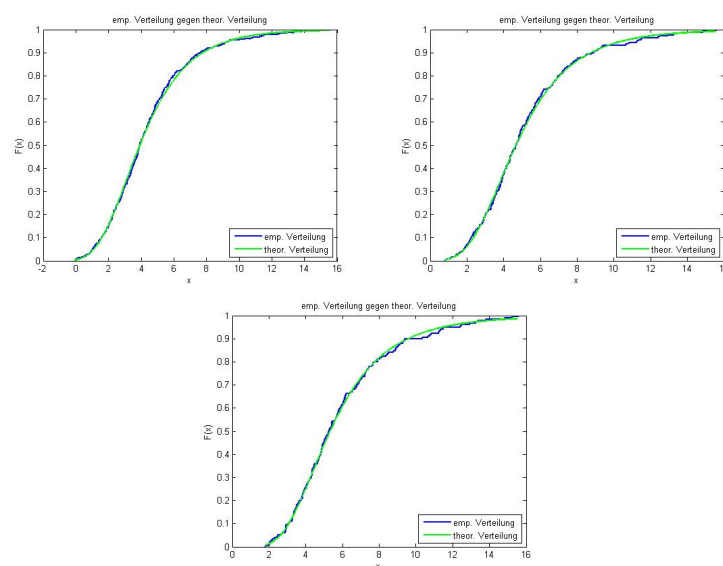 emp. Verteilung gegen theor. Verteilung
1
0.9
0.8
0.7
0.6
0.5
0.4
0.3
0.2
0.1
0
F(x)
-2 0 2 4 6 8 10 12 14 16
x
emp. Verteilung
theor. Verteilung
emp. Verteilung gegen theor. Verteilung
1
0.9
0.8
0.7
0.6
0.5
0.4
0.3
0.2
0.1
0
F(x)
0 2 4 6 8 10 12 14
x
emp. Verteilung
theor. Verteilung
emp. Verteilung gegen theor. Verteilung
1
0.9
0.8
0.7
0.6
0.5
0.4
0.3
0.2
0.1
0
F(x)
0 2 4 6 8 10 12 14 16
emp. Verteilung
theor. Verteilung